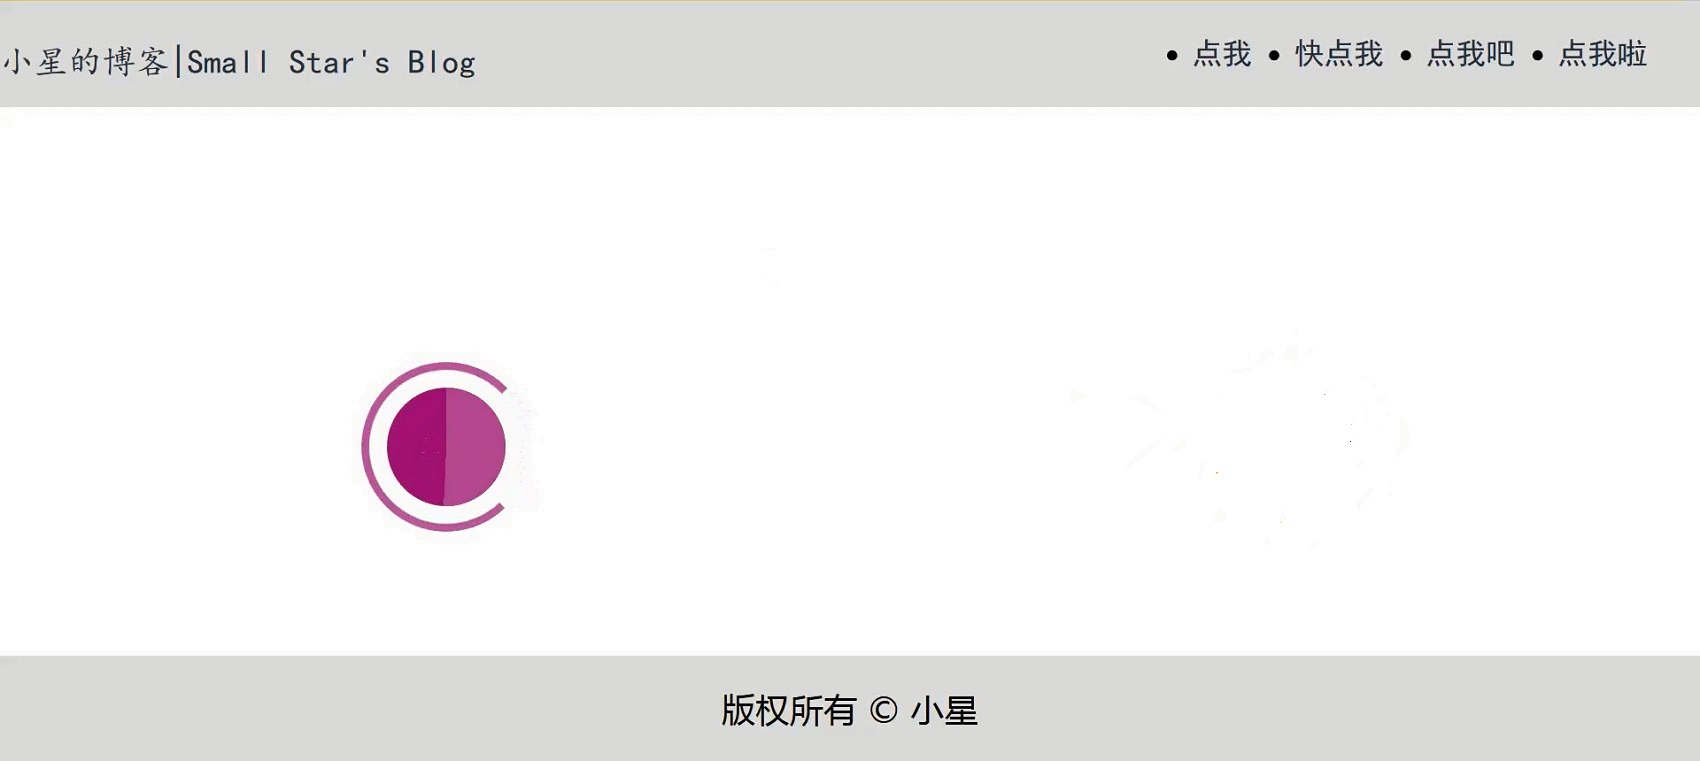 小星的博客|Small Star's Blog
• 点我 • 快点我 • 点我吧 • 点我啦
版权所有 © 小星